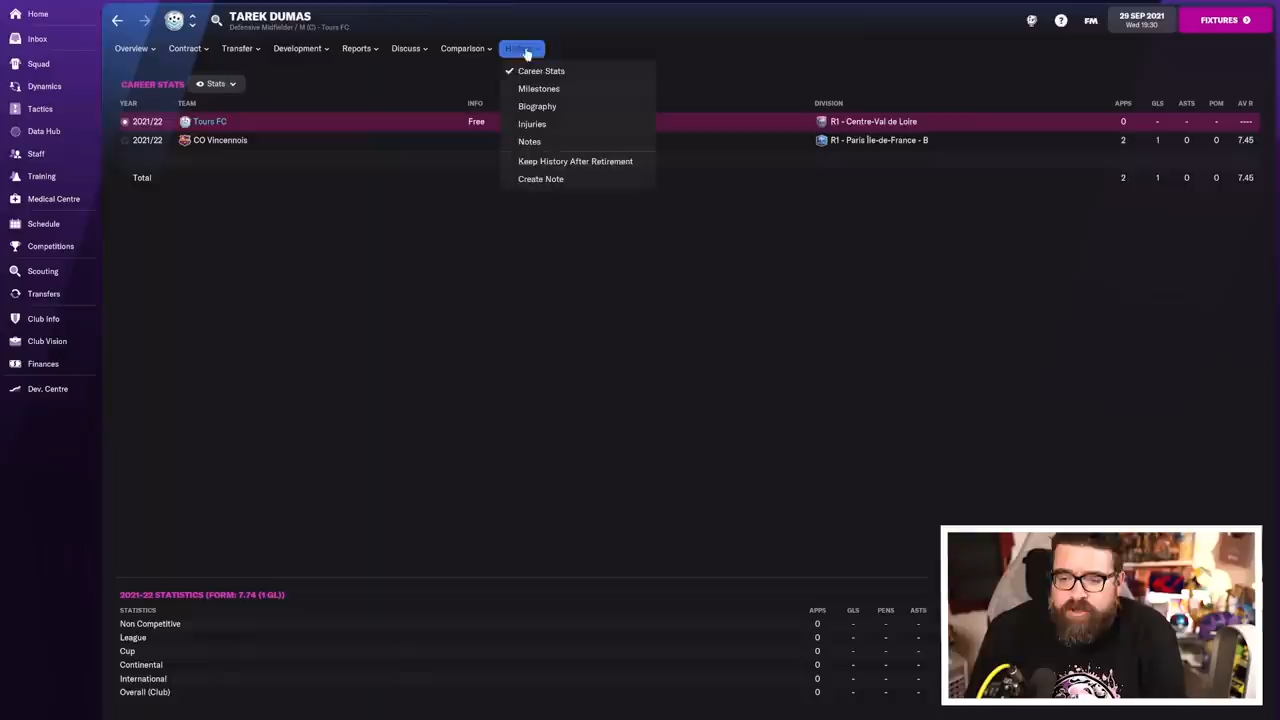 TAREK DUMAS
Defensive Midfielder / M (C) - Tours FC
FM
29 SEP 2021
Wed 19:30
FIXTURES
Home
Inbox
Squad
Dynamics
Tactics
Data Hub
Staff
Training
Medical Centre
Schedule
Competitions
Scouting
Transfers
Club Info
Club Vision
Finances
Dev. Centre
Overview
Contract
Transfer
Development
Reports
Discuss
Comparison
Career Stats
Milestones
Biography
Injuries
Notes
Keep History After Retirement
Create Note
CAREER STATS
Stats
YEAR TEAM INFO DIVISION APPS GLS ASTS POM AV R
2021/22 Tours FC Free R1 - Centre-Val de Loire 0 - - - ----
2021/22 CO Vincennois R1 - Paris Île-de-France - B 2 1 0 0 7.45
Total 2 1 0 0 7.45
2021-22 STATISTICS (FORM: 7.74 (1 GL))
STATISTICS APPS GLS PENS ASTS
Non Competitive 0 - - -
League 0 - - -
Cup 0 - - -
Continental 0 - - -
International 0 - - -
Overall (Club) 0 - - -